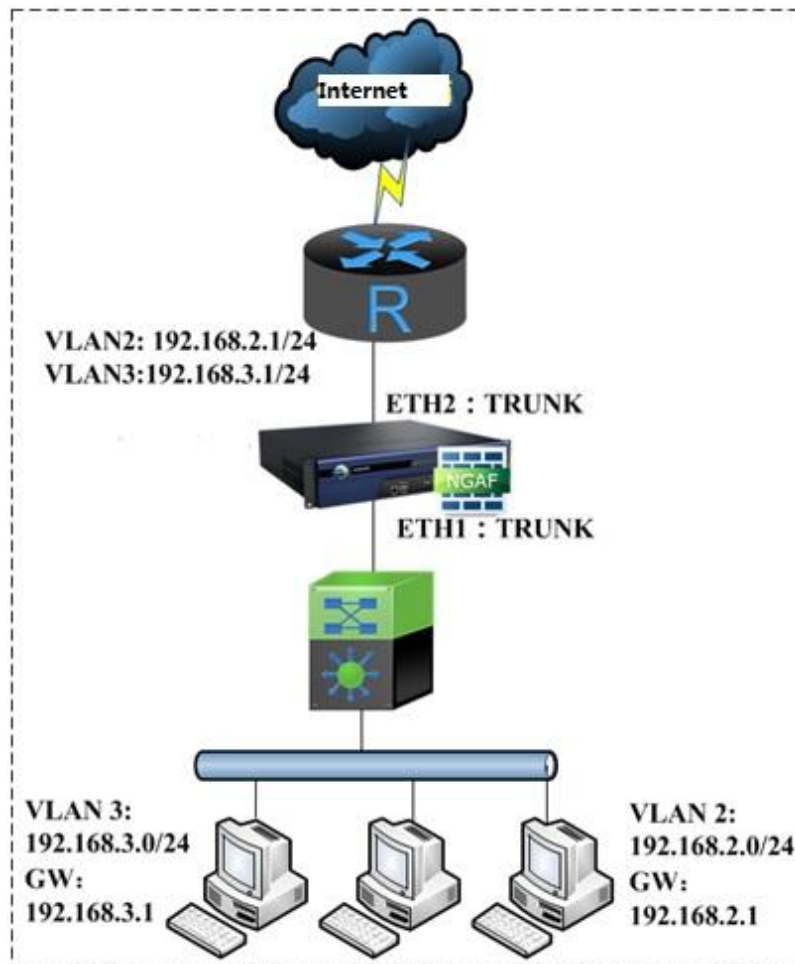 Internet
R
VLAN2: 192.168.2.1/24
VLAN3:192.168.3.1/24
ETH2：TRUNK
NGAF
ETH1：TRUNK
VLAN 3:
192.168.3.0/24
GW：
192.168.3.1
VLAN 2:
192.168.2.0/24
GW：
192.168.2.1